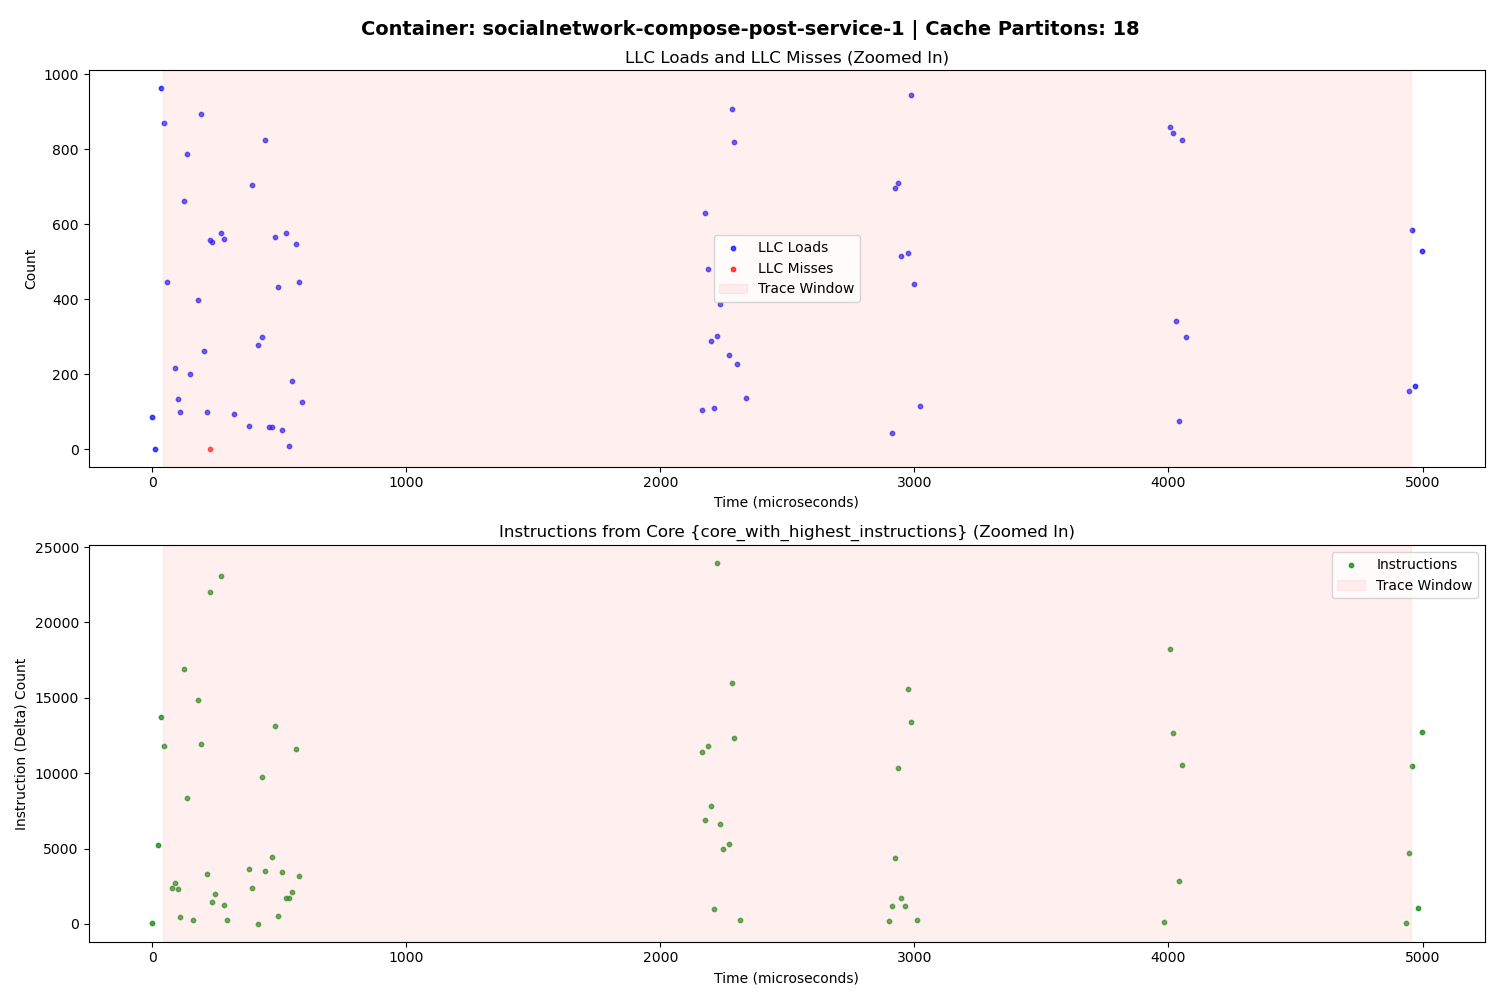 Container: socialnetwork-compose-post-service-1 | Cache Partitons: 18
LLC Loads and LLC Misses (Zoomed In)
1000
800
600
400
200
0
Count
LLC Loads
LLC Misses
Trace Window
0 1000 2000 3000 4000 5000
Time (microseconds)
Instructions from Core {core_with_highest_instructions} (Zoomed In)
25000
20000
15000
10000
5000
0
Instruction (Delta) Count
Instructions
Trace Window
0 1000 2000 3000 4000 5000
Time (microseconds)